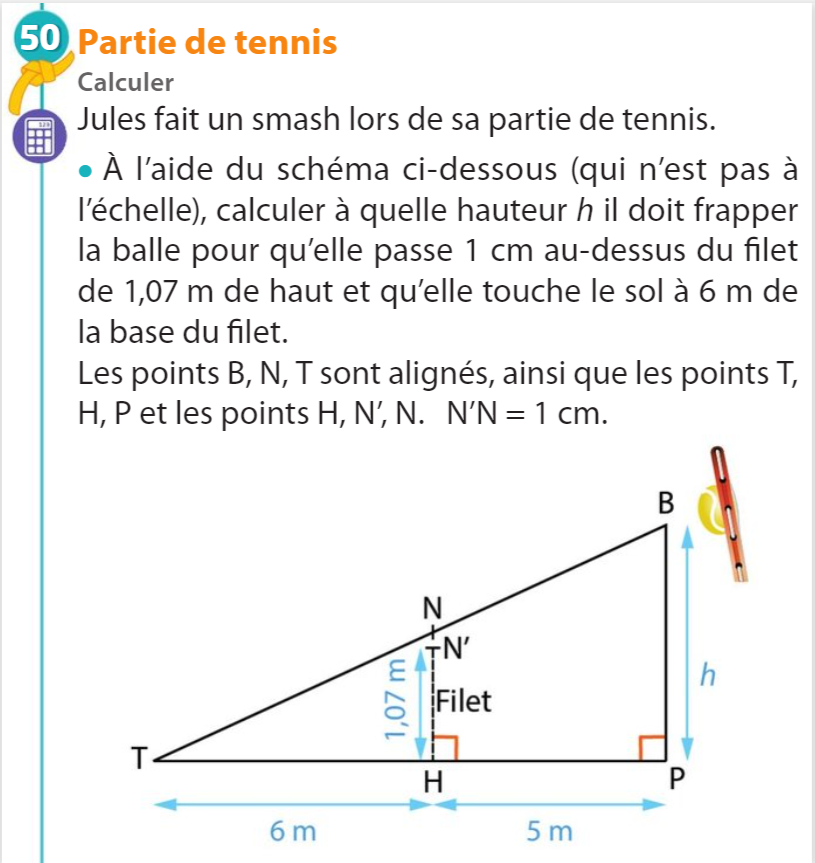 50 Partie de tennis
Calculer
Jules fait un smash lors de sa partie de tennis.
• À l'aide du schéma ci-dessous (qui n'est pas à
l'échelle), calculer à quelle hauteur h il doit frapper
la balle pour qu'elle passe 1 cm au-dessus du filet
de 1,07 m de haut et qu'elle touche le sol à 6 m de
la base du filet.
Les points B, N, T sont alignés, ainsi que les points T,
H, P et les points H, N', N. N'N = 1 cm.
B
N
N'
1,07 m
Filet
h
T
H
P
6 m
5 m